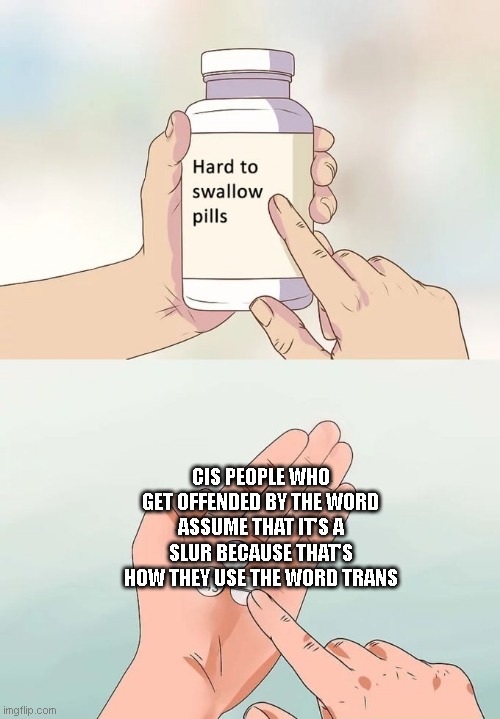 Hard to
swallow
pills
CIS PEOPLE WHO
GET OFFENDED BY THE WORD
ASSUME THAT IT'S A
SLUR BECAUSE THAT'S
HOW THEY USE THE WORD TRANS
imgflip.com